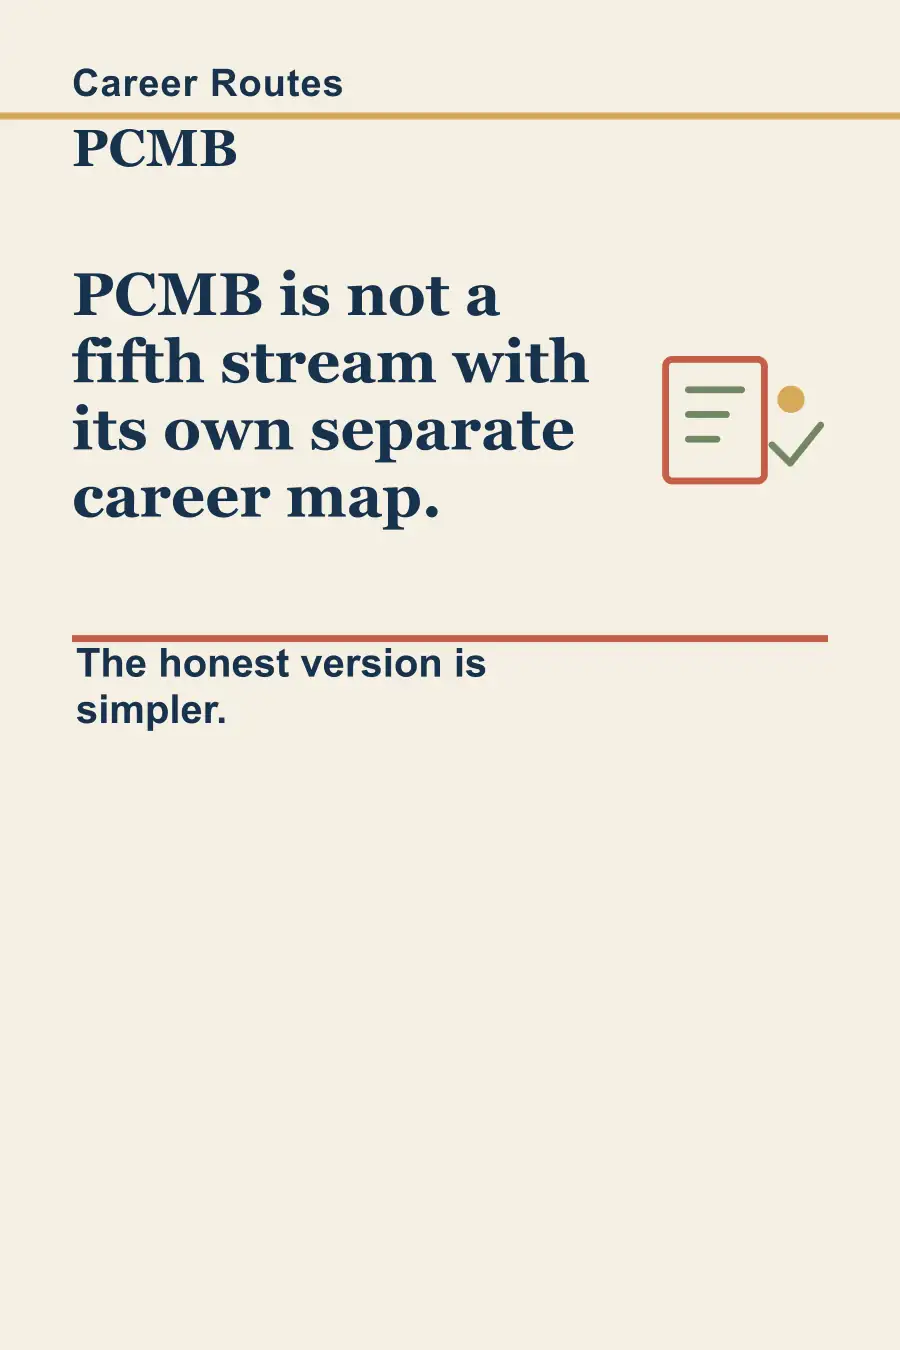 Career Routes
PCMB
PCMB is not a
fifth stream with
its own separate
career map.
The honest version is
simpler.